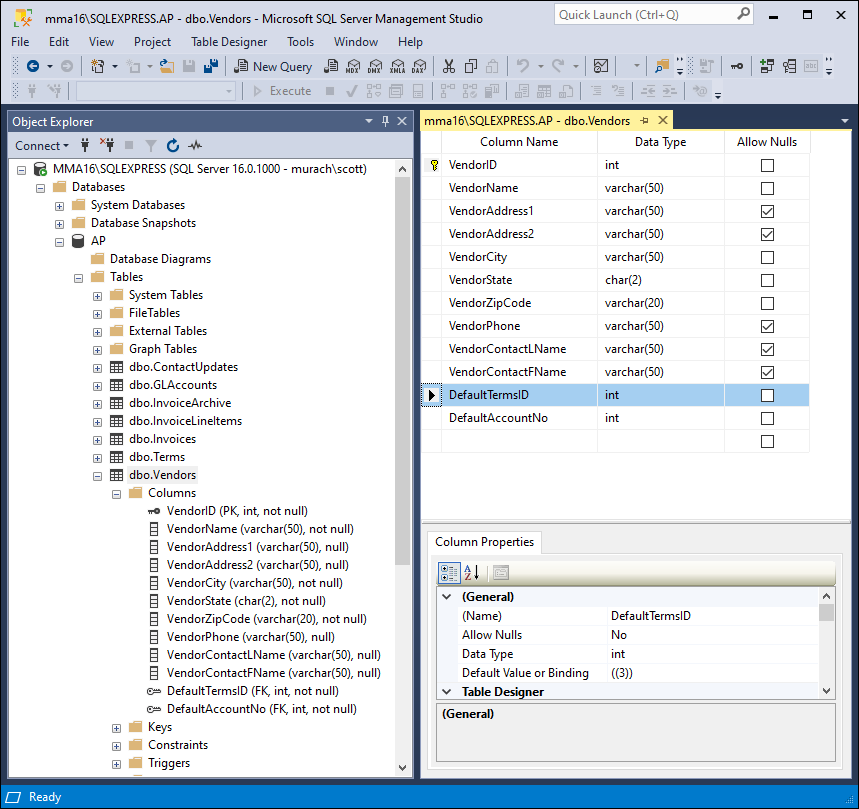 mma16\SQLEXPRESS.AP - dbo.Vendors - Microsoft SQL Server Management Studio
Quick Launch (Ctrl+Q)
File Edit View Project Table Designer Tools Window Help
New Query MDX DMX XMLA DAX
Execute
Object Explorer
Connect
MMA16\SQLEXPRESS (SQL Server 16.0.1000 - murach\scott)
Databases
System Databases
Database Snapshots
AP
Database Diagrams
Tables
System Tables
FileTables
External Tables
Graph Tables
dbo.ContactUpdates
dbo.GLAccounts
dbo.InvoiceArchive
dbo.InvoiceLineItems
dbo.Invoices
dbo.Terms
dbo.Vendors
Columns
VendorID (PK, int, not null)
VendorName (varchar(50), not null)
VendorAddress1 (varchar(50), null)
VendorAddress2 (varchar(50), null)
VendorCity (varchar(50), not null)
VendorState (char(2), not null)
VendorZipCode (varchar(20), not null)
VendorPhone (varchar(50), null)
VendorContactLName (varchar(50), null)
VendorContactFName (varchar(50), null)
DefaultTermsID (FK, int, not null)
DefaultAccountNo (FK, int, not null)
Keys
Constraints
Triggers
mma16\SQLEXPRESS.AP - dbo.Vendors
Column Name Data Type Allow Nulls
VendorID int
VendorName varchar(50)
VendorAddress1 varchar(50)
VendorAddress2 varchar(50)
VendorCity varchar(50)
VendorState char(2)
VendorZipCode varchar(20)
VendorPhone varchar(50)
VendorContactLName varchar(50)
VendorContactFName varchar(50)
DefaultTermsID int
DefaultAccountNo int
Column Properties
(General)
(Name) DefaultTermsID
Allow Nulls No
Data Type int
Default Value or Binding ((3))
Table Designer
(General)
Ready